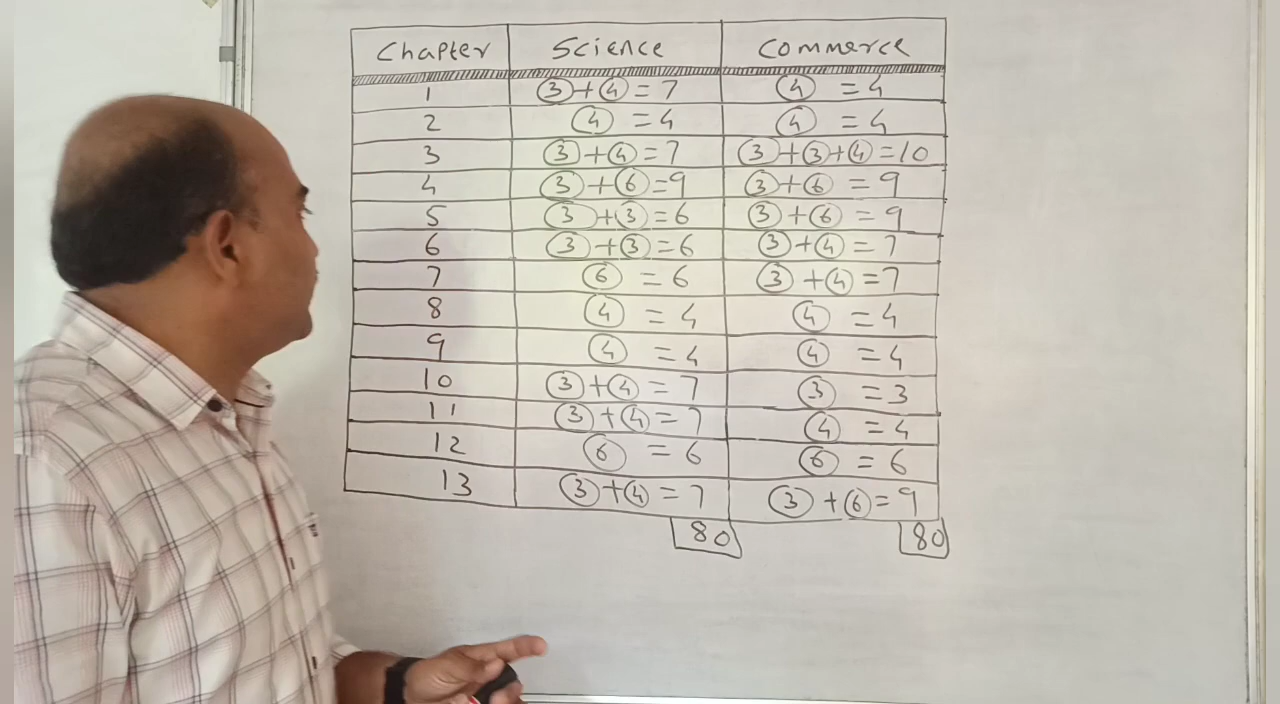 Chapter Science Commerce
1 3+4=7 4 =4
2 4 =4 4 =4
3 3+4=7 3+3+4=10
4 3+6=9 3+6 =9
5 3+3=6 3+6 =9
6 3+3=6 3+4=7
7 6 =6 3+4=7
8 4 =4 4 =4
9 4 =4 4 =4
10 3+4=7 3 =3
11 3+4=7 4 =4
12 6 =6 6 =6
13 3+4=7 3+6=9
80 80